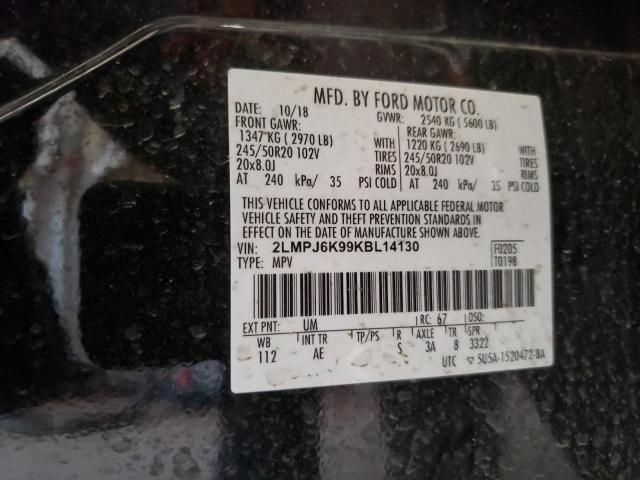 MFD. BY FORD MOTOR CO.
DATE: 10/18 GVWR: 2540 KG ( 5600 LB)
FRONT GAWR: REAR GAWR:
1347 KG ( 2970 LB) WITH 1220 KG ( 2690 LB) WITH
245/50R20 102V TIRES 245/50R20 102V TIRES
20x8.0J RIMS 20x8.0J RIMS
AT 240 kPa/ 35 PSI COLD AT 240 kPa/ 35 PSI COLD
THIS VEHICLE CONFORMS TO ALL APPLICABLE FEDERAL MOTOR
VEHICLE SAFETY AND THEFT PREVENTION STANDARDS IN
EFFECT ON THE DATE OF MANUFACTURE SHOWN ABOVE.
VIN: 2LMPJ6K99KBL14130 F0205
TYPE: MPV T0198
EXT PNT: UM RC: 67 DSO:
WB INT TR TP/PS R AXLE TR SPR
112 AE S 3A 8 3322
UTC ▽ 5U5A-1520472-BA